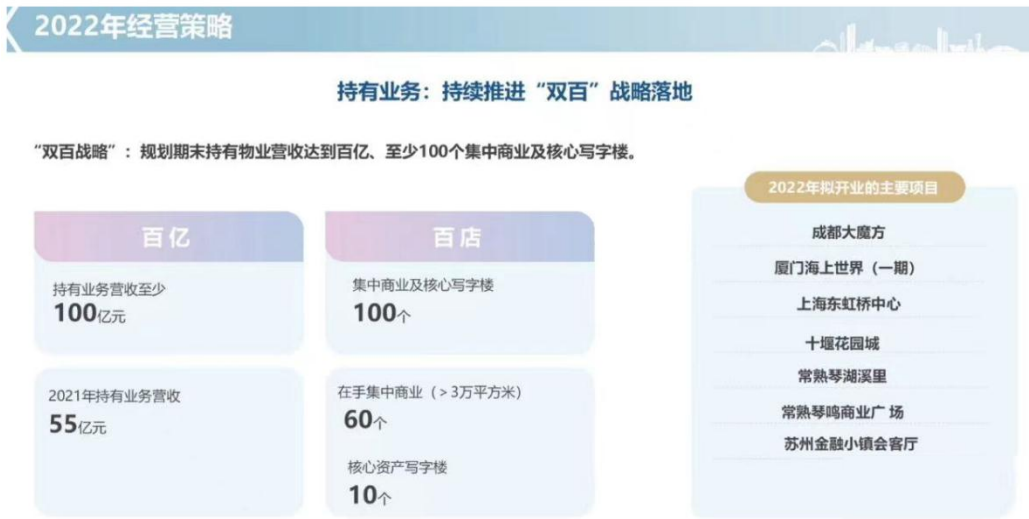 2022年经营策略
持有业务：持续推进“双百”战略落地
“双百战略”：规划期末持有物业营收达到百亿、至少100个集中商业及核心写字楼。
百亿
持有业务营收至少
100亿元
2021年持有业务营收
55亿元
百店
集中商业及核心写字楼
100个
在手集中商业（>3万平方米）
60个
核心资产写字楼
10个
2022年拟开业的主要项目
成都大魔方
厦门海上世界（一期）
上海东虹桥中心
十堰花园城
常熟琴湖溪里
常熟琴鸣商业广 场
苏州金融小镇会客厅